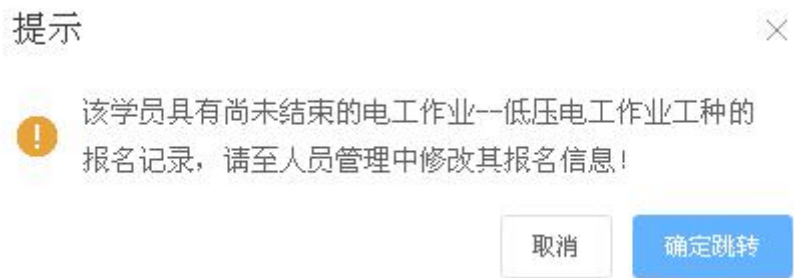 提示
该学员具有尚未结束的电工作业--低压电工作业工种的
报名记录，请至人员管理中修改其报名信息！
取消
确定跳转